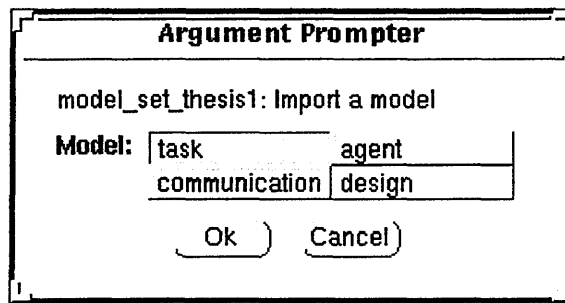 Argument Prompter
model_set_thesis1: Import a model
Model: task agent
communication design
Ok Cancel